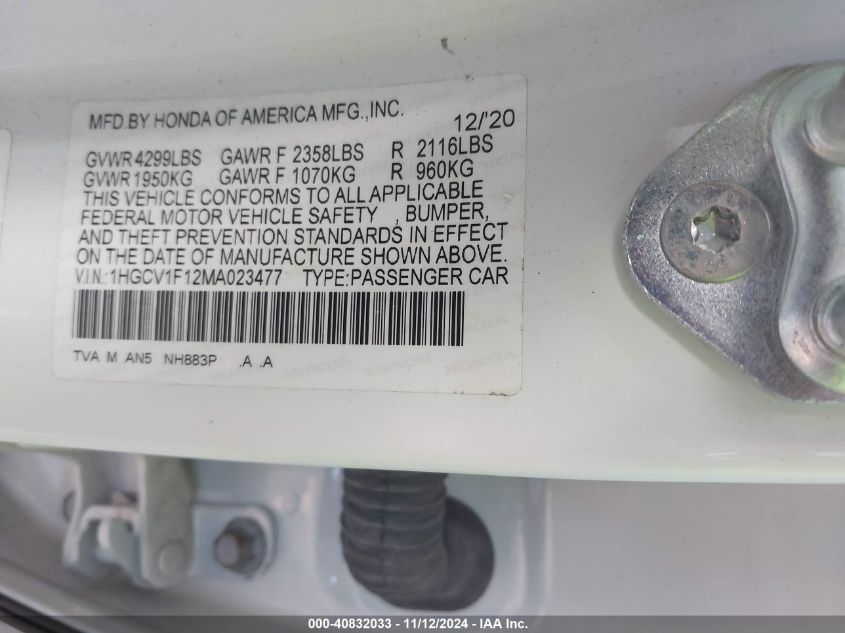 MFD.BY HONDA OF AMERICA MFG.,INC. 12/'20
GVWR 4299LBS GAWR F 2358LBS R 2116LBS
GVWR 1950KG GAWR F 1070KG R 960KG
THIS VEHICLE CONFORMS TO ALL APPLICABLE
FEDERAL MOTOR VEHICLE SAFETY , BUMPER,
AND THEFT PREVENTION STANDARDS IN EFFECT
ON THE DATE OF MANUFACTURE SHOWN ABOVE.
V.I.N.:1HGCV1F12MA023477 TYPE:PASSENGER CAR
TVA M AN5 NH883P .A .A
000-40832033 - 11/12/2024 - IAA Inc.